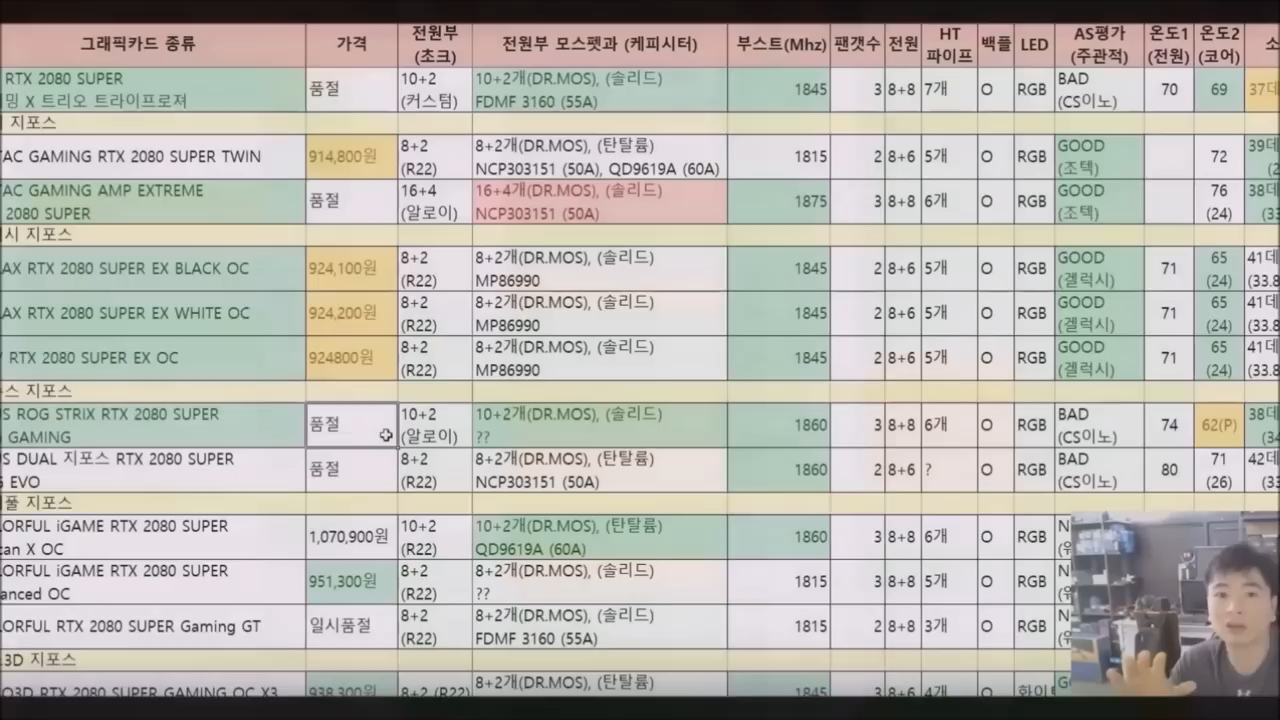 그래픽카드 종류 가격 전원부 (초크) 전원부 모스펫과 (케피시터) 부스트(Mhz) 팬갯수 전원 HT 파이프 백플 LED AS평가 (주관적) 온도1 (전원) 온도2 (코어) 소
RTX 2080 SUPER 품절 10+2 10+2개(DR.MOS), (솔리드) 1845 3 8+8 7개 O RGB BAD 70 69 37데
밍 X 트리오 트라이프로져 (커스텀) FDMF 3160 (55A) (CS이노)
지포스
TAC GAMING RTX 2080 SUPER TWIN 914,800원 8+2 8+2개(DR.MOS), (탄탈륨) 1815 2 8+6 5개 O RGB GOOD 72 39데
(R22) NCP303151 (50A), QD9619A (60A) (조텍)
TAC GAMING AMP EXTREME 품절 16+4 16+4개(DR.MOS), (솔리드) 1875 3 8+8 6개 O RGB GOOD 76 38데
2080 SUPER (알로이) NCP303151 (50A) (조텍) (24) (33
시 지포스
AX RTX 2080 SUPER EX BLACK OC 924,100원 8+2 8+2개(DR.MOS), (솔리드) 1845 2 8+6 5개 O RGB GOOD 71 65 41데
(R22) MP86990 (겔럭시) (24) (33.8
AX RTX 2080 SUPER EX WHITE OC 924,200원 8+2 8+2개(DR.MOS), (솔리드) 1845 2 8+6 5개 O RGB GOOD 71 65 41데
(R22) MP86990 (겔럭시) (24) (33.8
RTX 2080 SUPER EX OC 924800원 8+2 8+2개(DR.MOS), (솔리드) 1845 2 8+6 5개 O RGB GOOD 71 65 41데
(R22) MP86990 (겔럭시) (24) (33.8
스 지포스
US ROG STRIX RTX 2080 SUPER 품절 10+2 10+2개(DR.MOS), (솔리드) 1860 3 8+8 6개 O RGB BAD 74 62(P) 38데
GAMING (알로이) ?? (CS이노) (34
US DUAL 지포스 RTX 2080 SUPER 품절 8+2 8+2개(DR.MOS), (탄탈륨) 1860 2 8+6 ? O RGB BAD 80 71 42데
EVO (R22) NCP303151 (50A) (CS이노) (26) (33
풀 지포스
ORFUL iGAME RTX 2080 SUPER 1,070,900원 10+2 10+2개(DR.MOS), (탄탈륨) 1860 3 8+8 6개 O RGB N
can X OC (R22) QD9619A (60A)
ORFUL iGAME RTX 2080 SUPER 951,300원 8+2 8+2개(DR.MOS), (솔리드) 1815 3 8+8 5개 O RGB N
anced OC (R22) ??
ORFUL RTX 2080 SUPER Gaming GT 일시품절 8+2 8+2개(DR.MOS), (솔리드) 1815 2 8+8 3개 O RGB N
(R22) FDMF 3160 (55A)
3D 지포스
O3D RTX 2080 SUPER GAMING OC X3 938,300원 8+2 (R22) 8+2개(DR.MOS), (탄탈륨) 1845 3 8+6 4개 O 화이트